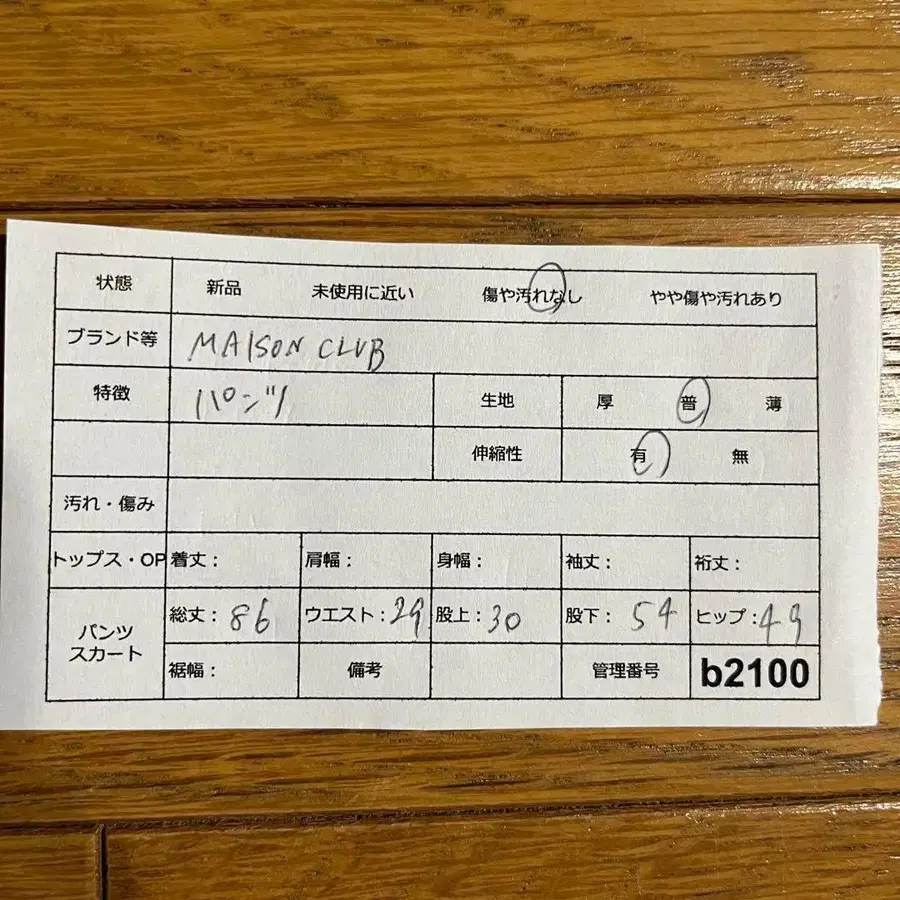 状態 新品 未使用に近い 傷や汚れなし やや傷や汚れあり
ブランド等 MAISON CLUB
特徴 パンツ 生地 厚 普 薄
伸縮性 有 無
汚れ・傷み
トップス・OP 着丈： 肩幅： 身幅： 袖丈： 裄丈：
パンツ スカート 総丈：86 ウエスト：29 股上：30 股下：54 ヒップ：49
裾幅： 備考 管理番号 b2100